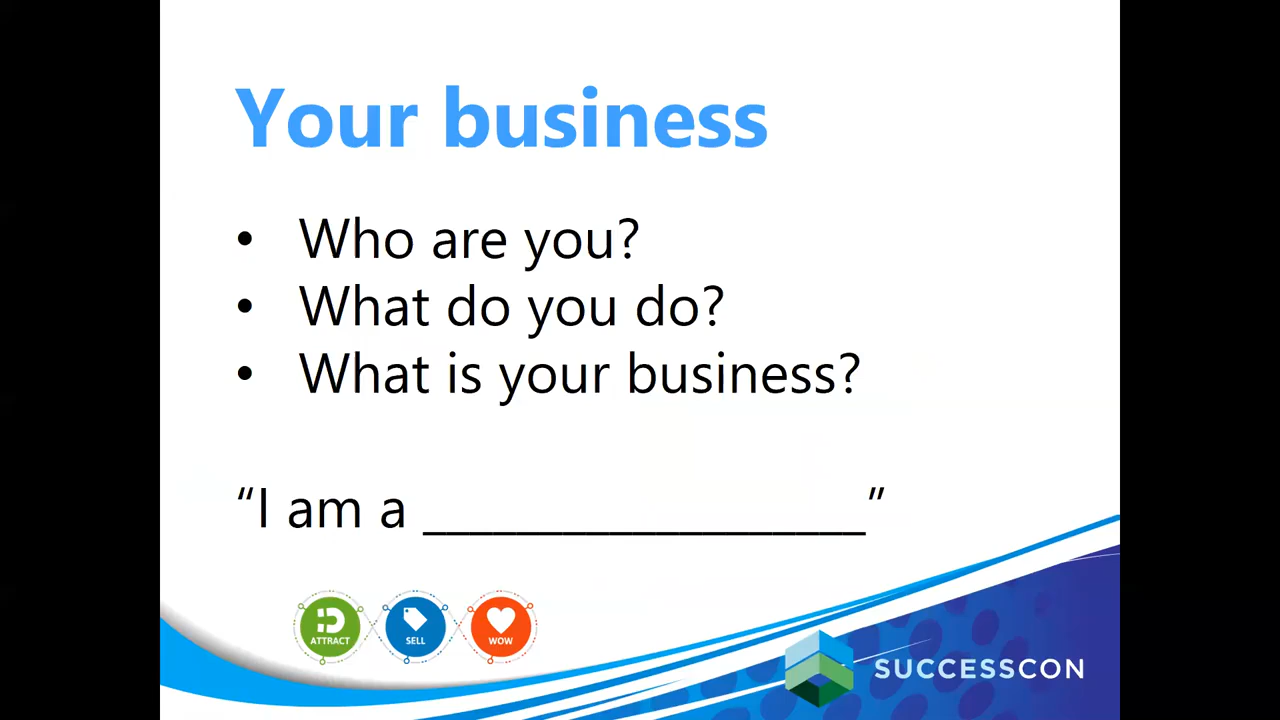 Your business
• Who are you?
• What do you do?
• What is your business?
“I am a ___________________”
ATTRACT
SELL
WOW
SUCCESSCON